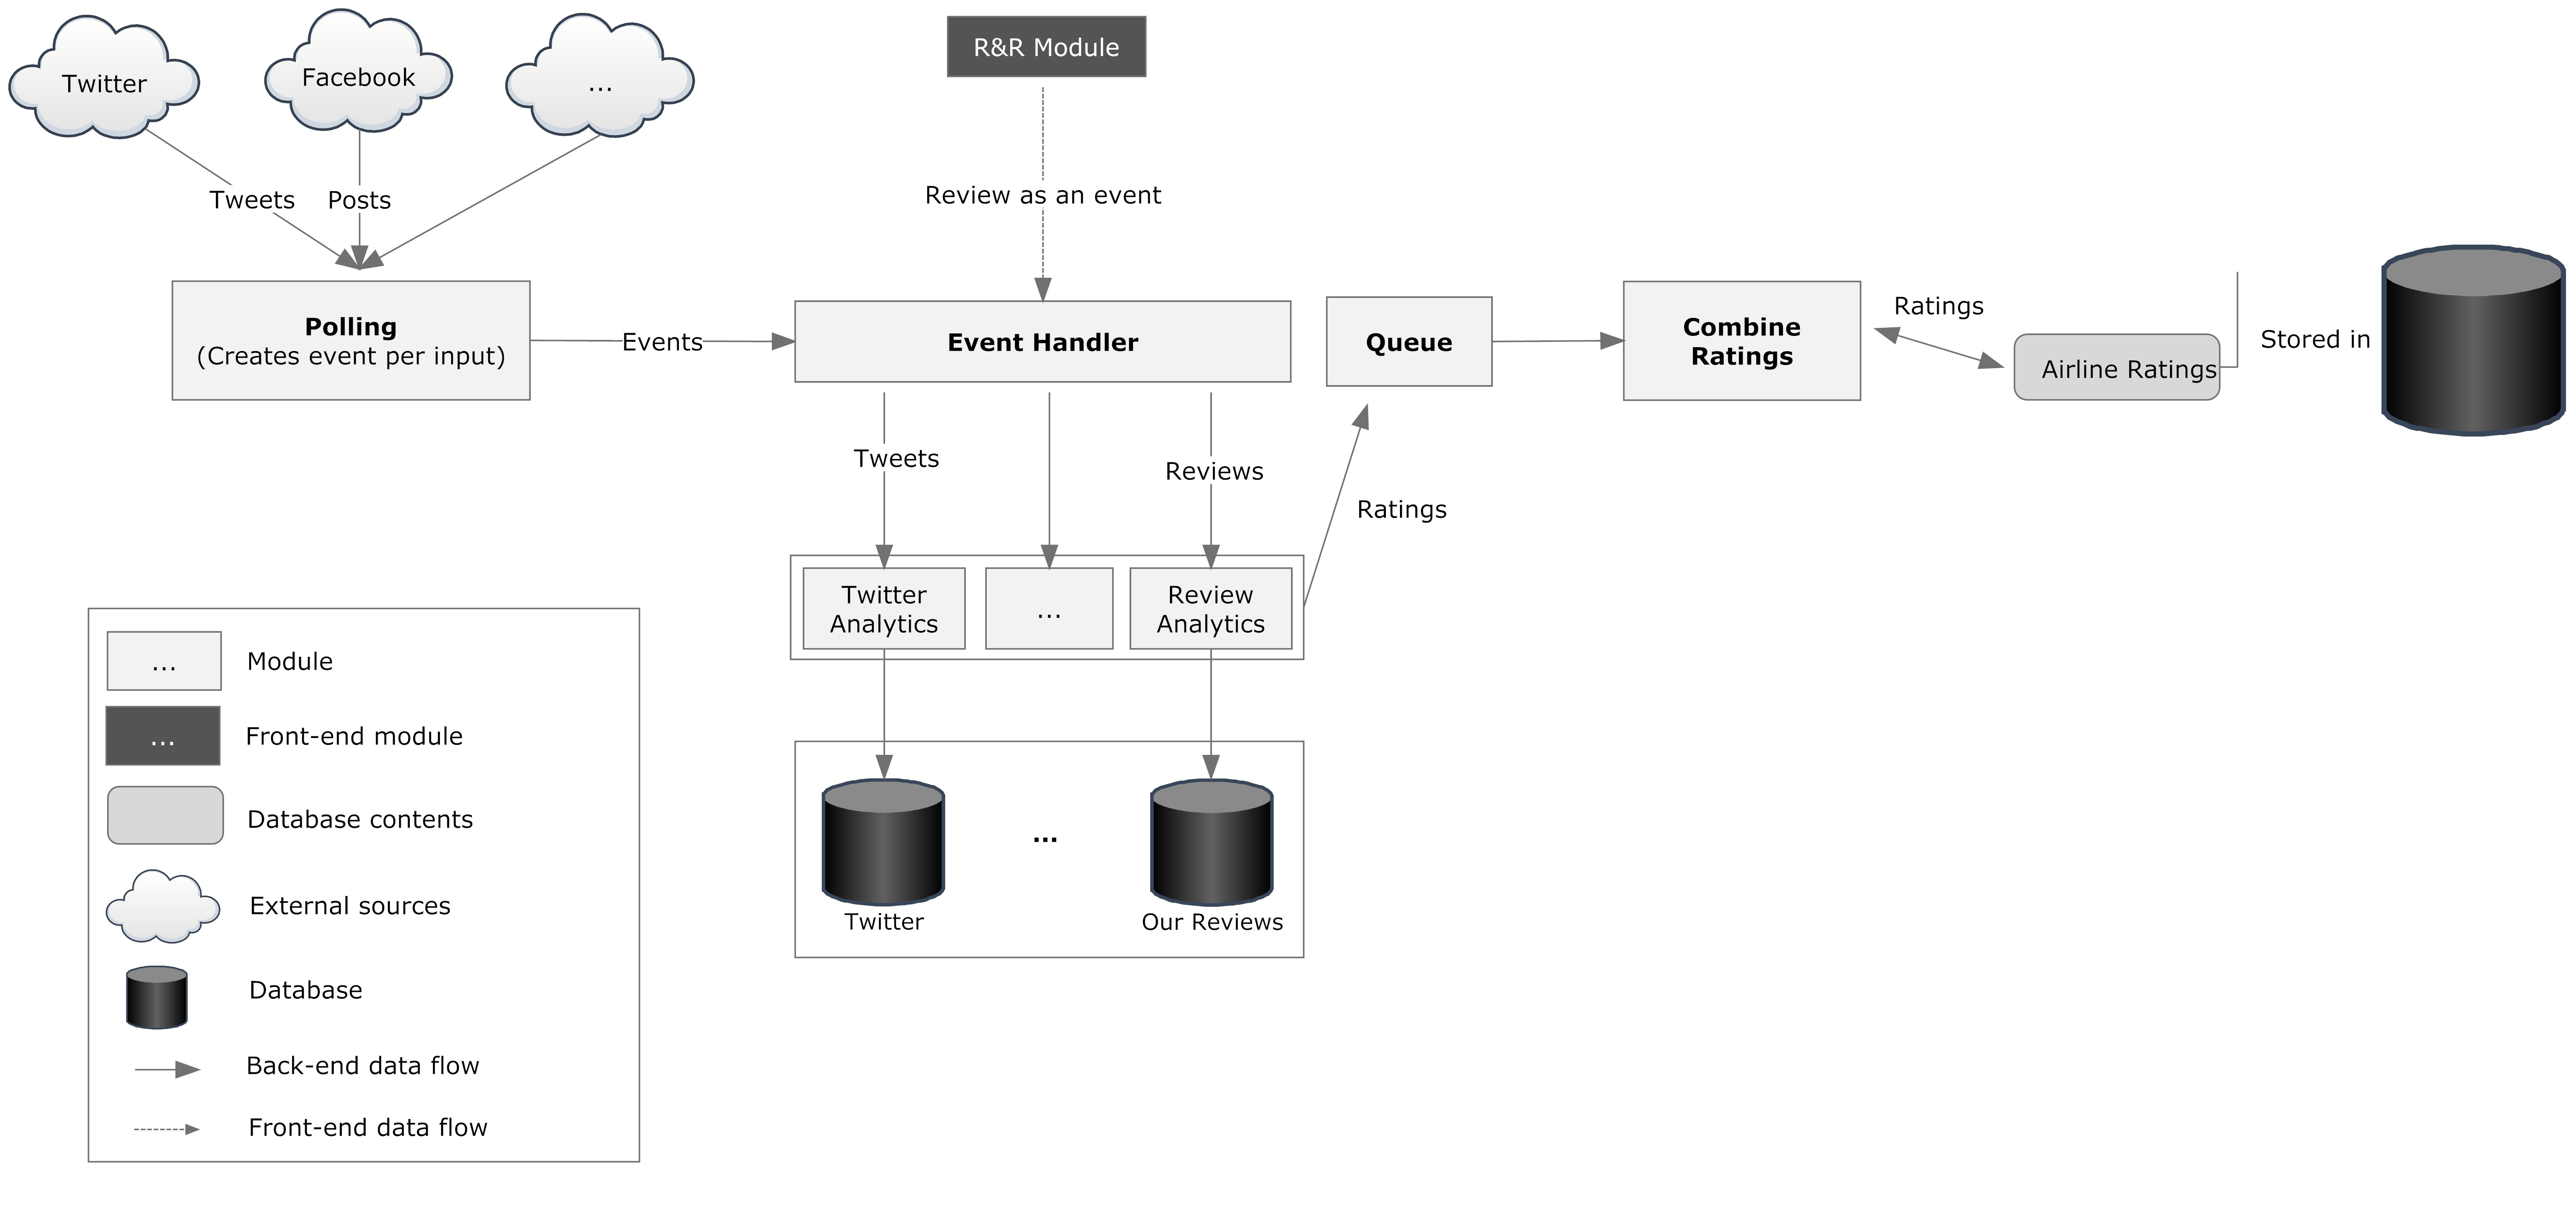 Twitter
Facebook
...
R&R Module
Tweets
Posts
Review as an event
Polling
(Creates event per input)
Events
Event Handler
Queue
Combine
Ratings
Ratings
Airline Ratings
Stored in
Tweets
Reviews
Ratings
Twitter
Analytics
...
Review
Analytics
...
Twitter
Our Reviews
...
Module
...
Front-end module
Database contents
External sources
Database
Back-end data flow
Front-end data flow